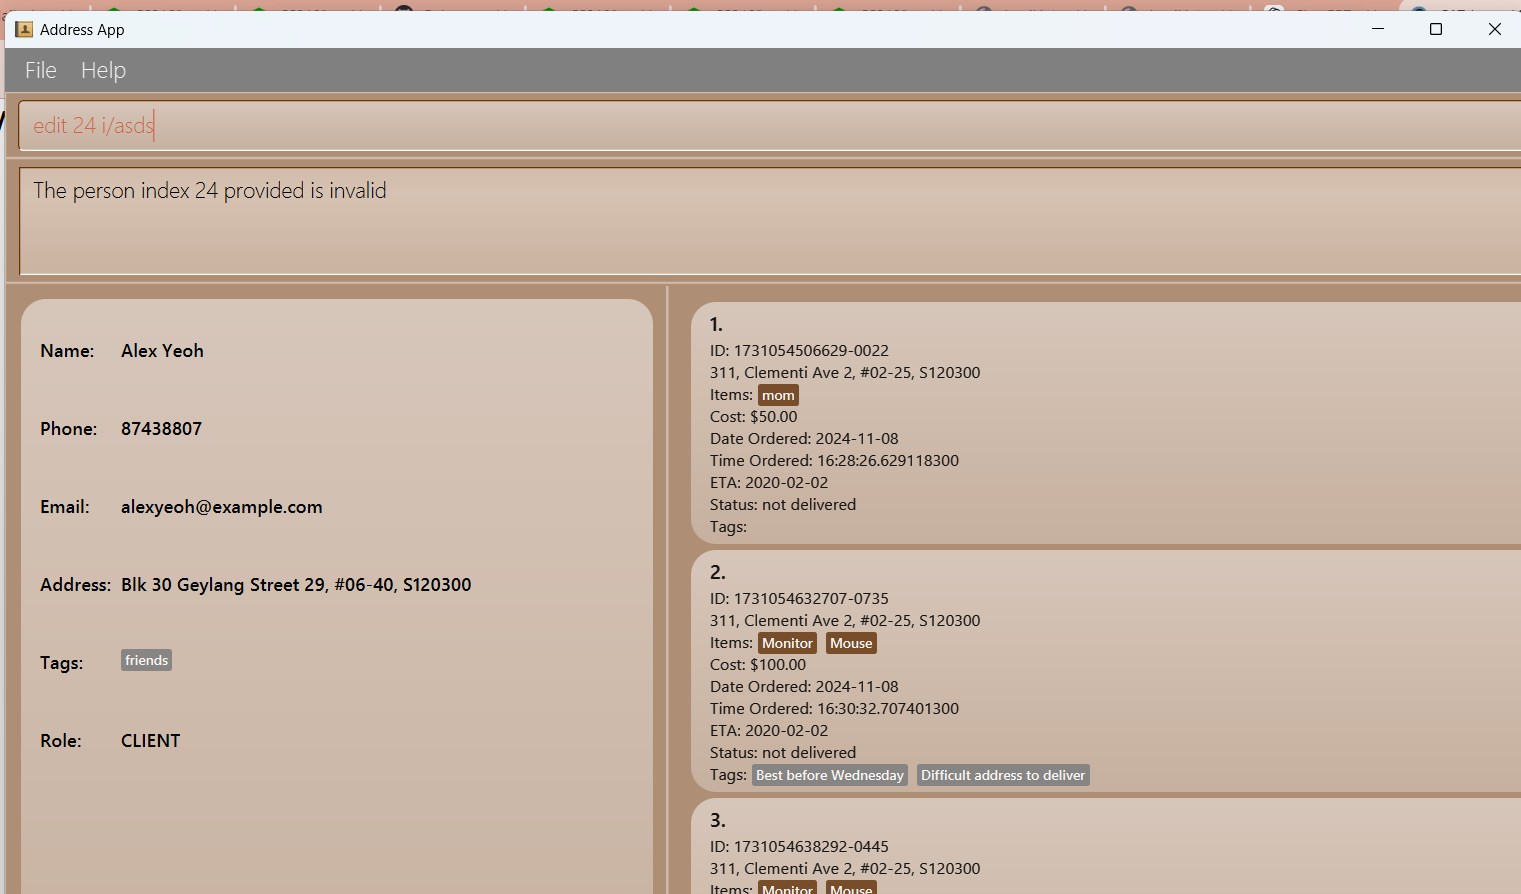 Address App
File Help
edit 24 i/asds
The person index 24 provided is invalid
Name: Alex Yeoh
Phone: 87438807
Email: alexyeoh@example.com
Address: Blk 30 Geylang Street 29, #06-40, S120300
Tags: friends
Role: CLIENT
1.
ID: 1731054506629-0022
311, Clementi Ave 2, #02-25, S120300
Items: mom
Cost: $50.00
Date Ordered: 2024-11-08
Time Ordered: 16:28:26.629118300
ETA: 2020-02-02
Status: not delivered
Tags:
2.
ID: 1731054632707-0735
311, Clementi Ave 2, #02-25, S120300
Items: Monitor Mouse
Cost: $100.00
Date Ordered: 2024-11-08
Time Ordered: 16:30:32.707401300
ETA: 2020-02-02
Status: not delivered
Tags: Best before Wednesday Difficult address to deliver
3.
ID: 1731054638292-0445
311, Clementi Ave 2, #02-25, S120300
Items: Monitor Mouse